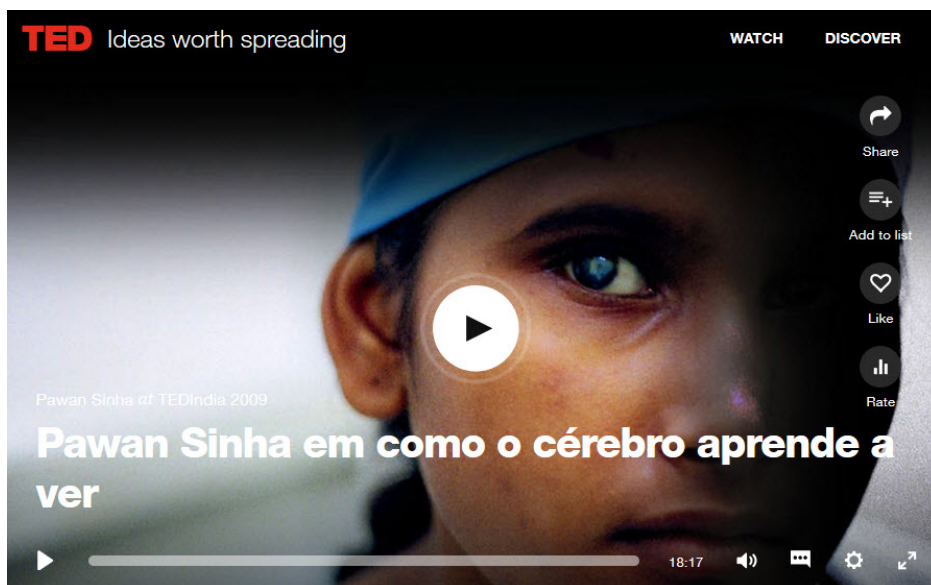 TED Ideas worth spreading WATCH DISCOVER
Share
Add to list
Like
Rate
Pawan Sinha at TEDIndia 2009
Pawan Sinha em como o cérebro aprende a
ver
18:17